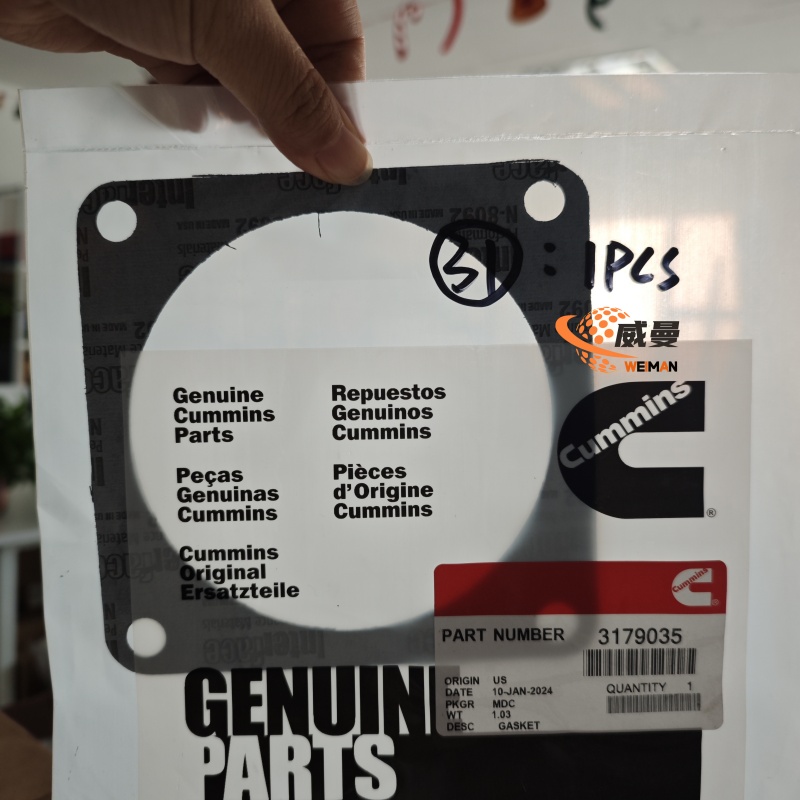 31 : 1PCS
威曼
WEIMAN
Genuine
Cummins
Parts
Repuestos
Genuinos
Cummins
Peças
Genuinas
Cummins
Pièces
d'Origine
Cummins
Cummins
Original
Ersatzteile
Cummins
®
Cummins
PART NUMBER 3179035
ORIGIN US
DATE 10-JAN-2024
PKGR MDC
WT 1.03
DESC GASKET
QUANTITY 1
GENUIN
PARTS